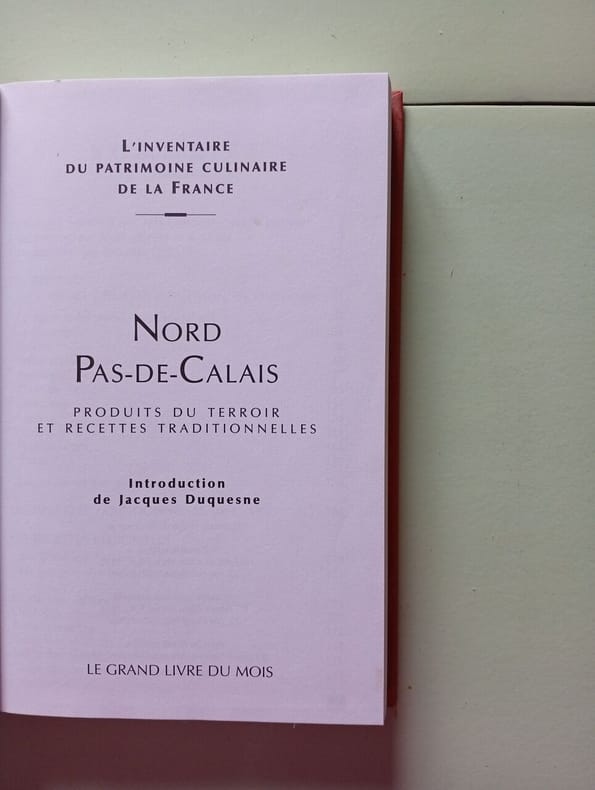 L'INVENTAIRE
DU PATRIMOINE CULINAIRE
DE LA FRANCE
NORD
PAS-DE-CALAIS
PRODUITS DU TERROIR
ET RECETTES TRADITIONNELLES
Introduction
de Jacques Duquesne
LE GRAND LIVRE DU MOIS